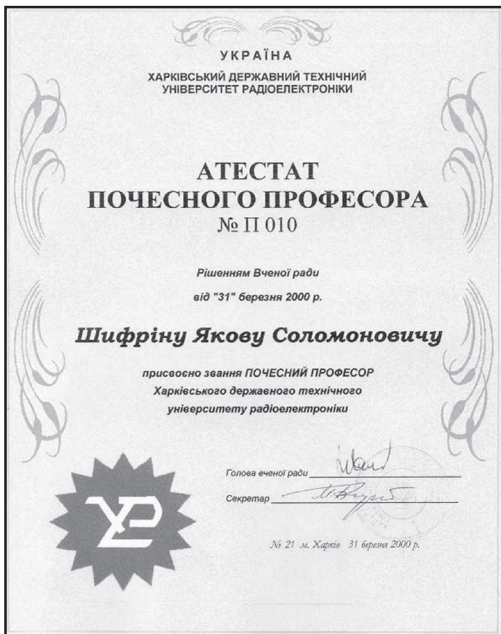 УКРАЇНА
ХАРКІВСЬКИЙ ДЕРЖАВНИЙ ТЕХНІЧНИЙ
УНІВЕРСИТЕТ РАДІОЕЛЕКТРОНІКИ
АТЕСТАТ
ПОЧЕСНОГО ПРОФЕСОРА
№ П 010
Рішенням Вченої ради
від "31" березня 2000 р.
Шифріну Якову Соломоновичу
присвоєно звання ПОЧЕСНИЙ ПРОФЕСОР
Харківського державного технічного
університету радіоелектроніки
Голова вченої ради
Секретар
№ 21 м. Харків 31 березня 2000 р.